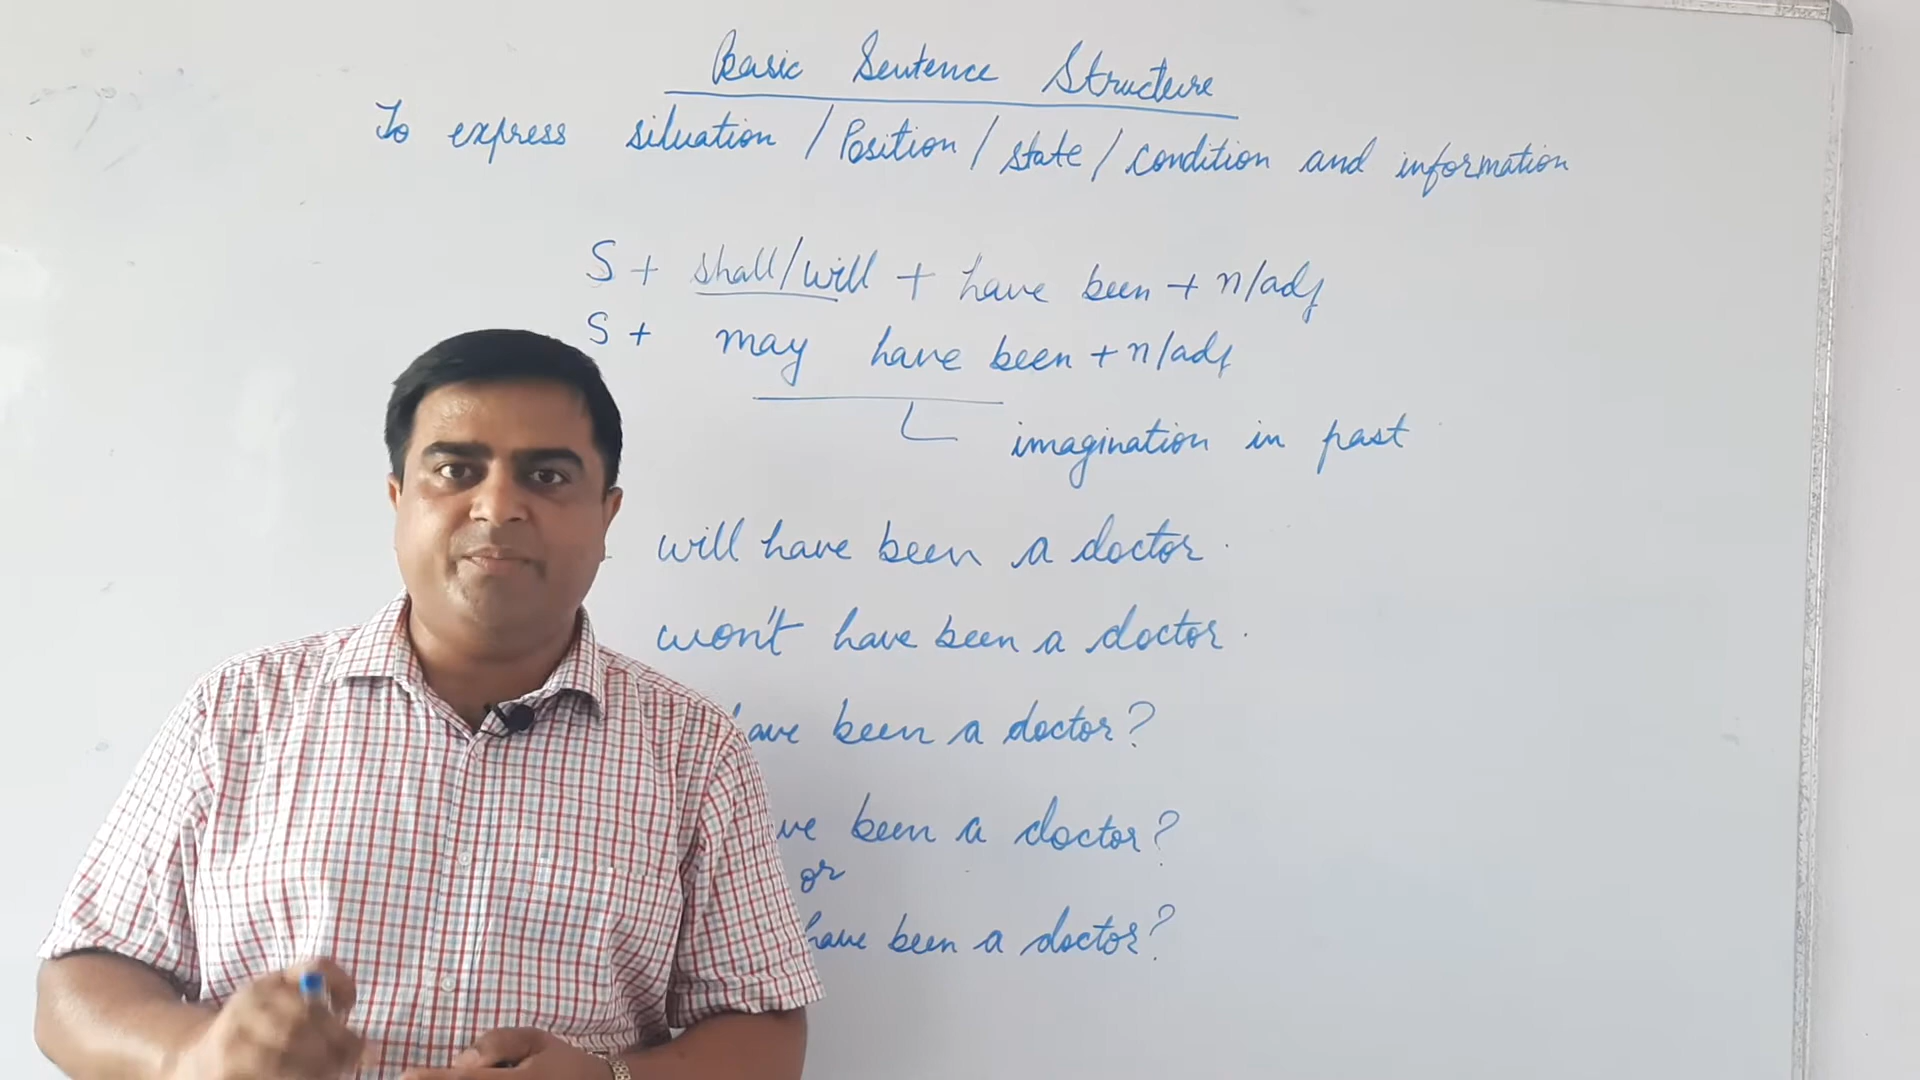 Basic Sentence Structure
To express situation / Position / state / condition and information
S + shall/will + have been + n/adj
S + may have been + n/adj
imagination in past
will have been a doctor.
won't have been a doctor.
have been a doctor?
ve been a doctor?
or
have been a doctor?